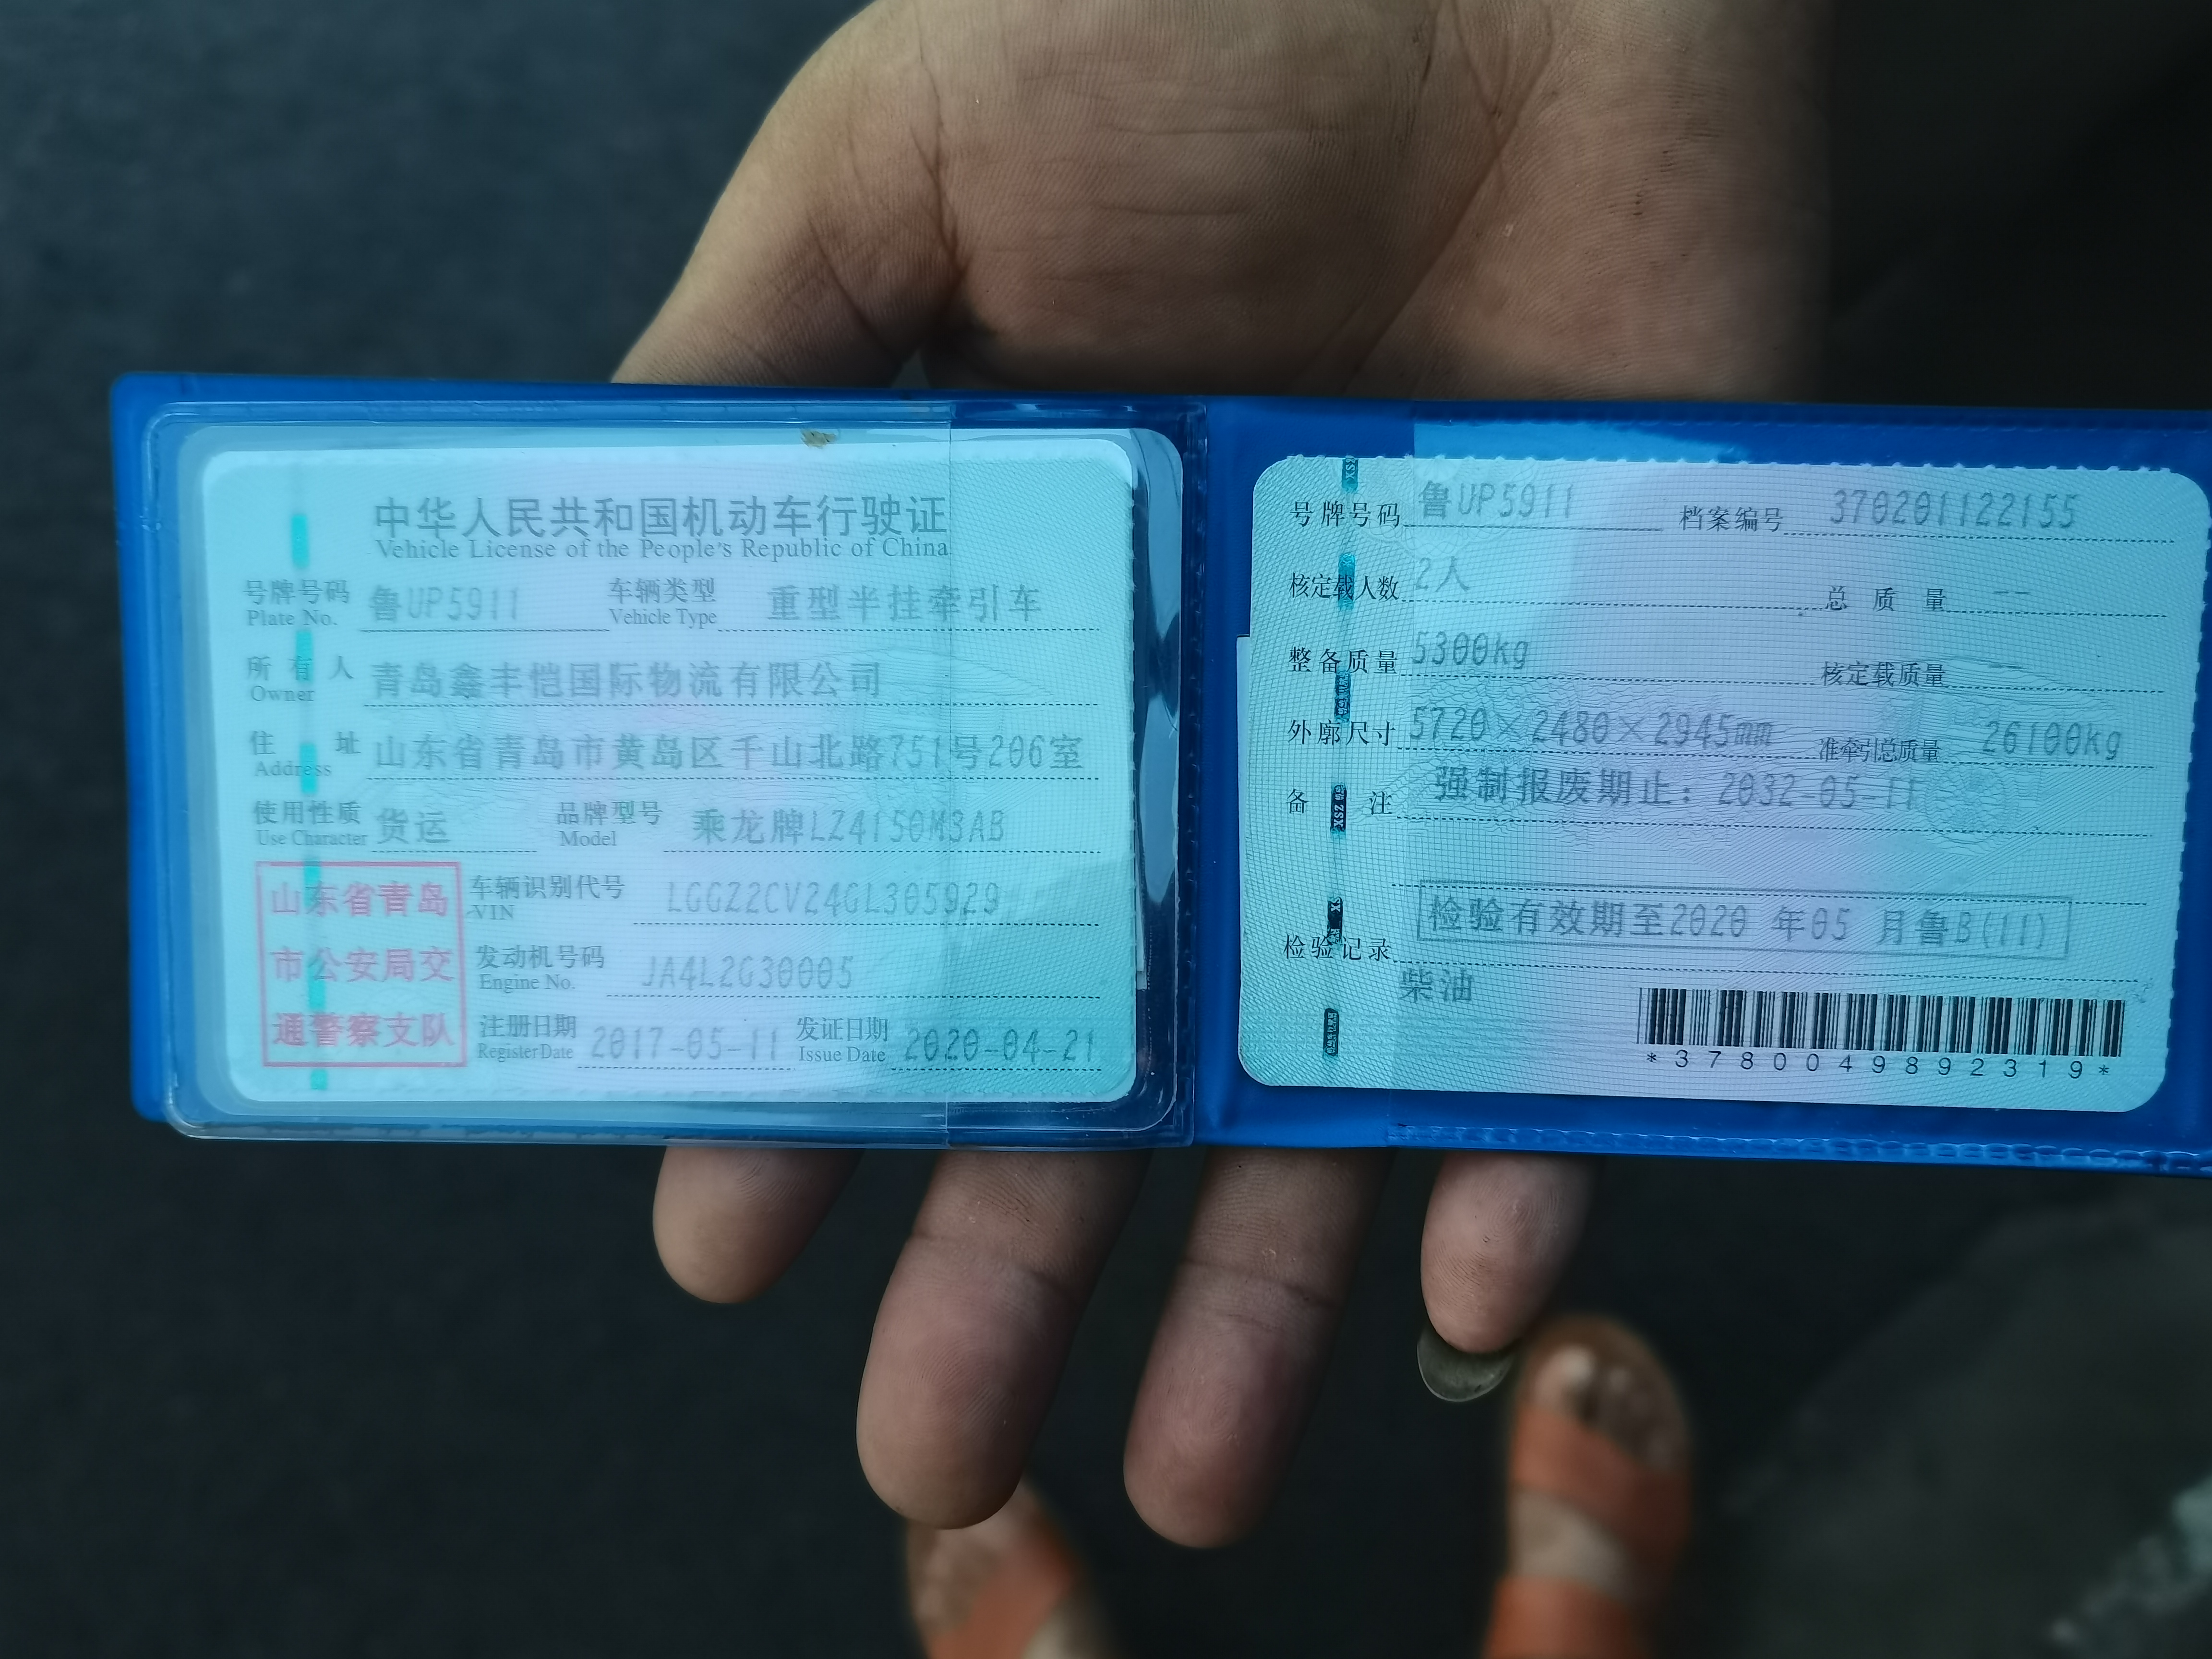 中华人民共和国机动车行驶证
Vehicle License of the People's Republic of China
号牌号码 鲁UP5911 车辆类型 重型半挂牵引车
Plate No. Vehicle Type
所有人 青岛鑫丰恺国际物流有限公司
Owner
住址 山东省青岛市黄岛区千山北路751号206室
Address
使用性质 货运 品牌型号 乘龙牌LZ4150M3AB
Use Character Model
山东省青岛
市公安局交
通警察支队
车辆识别代号 LGGZ2CV24GL305929
VIN
发动机号码 JA4L2G30005
Engine No.
注册日期 2017-05-11 发证日期 2020-04-21
Register Date Issue Date
号牌号码 鲁UP5911 档案编号 370201122155
核定载人数 2人 总质量 --
整备质量 5300kg 核定载质量 --
外廓尺寸 5720×2480×2945mm 准牵引总质量 26100kg
备注 强制报废期止：2032-05-11
检验记录 检验有效期至2020 年05 月鲁B(11)
柴油
*3780049892319*